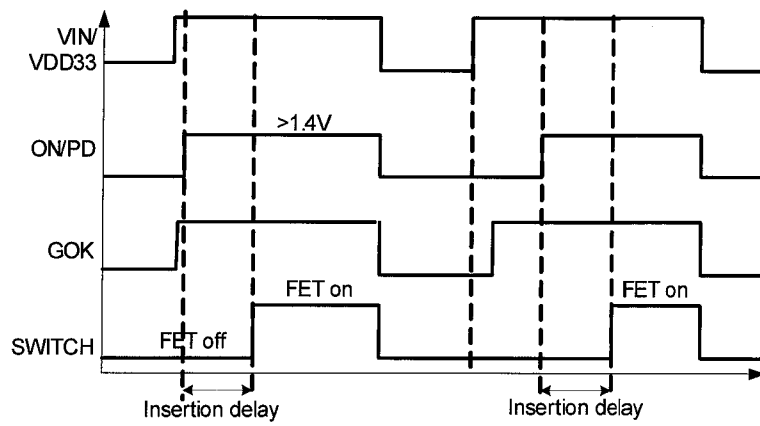 VIN/
VDD33
>1.4V
ON/PD
GOK
FET on
FET on
FET off
SWITCH
Insertion delay
Insertion delay